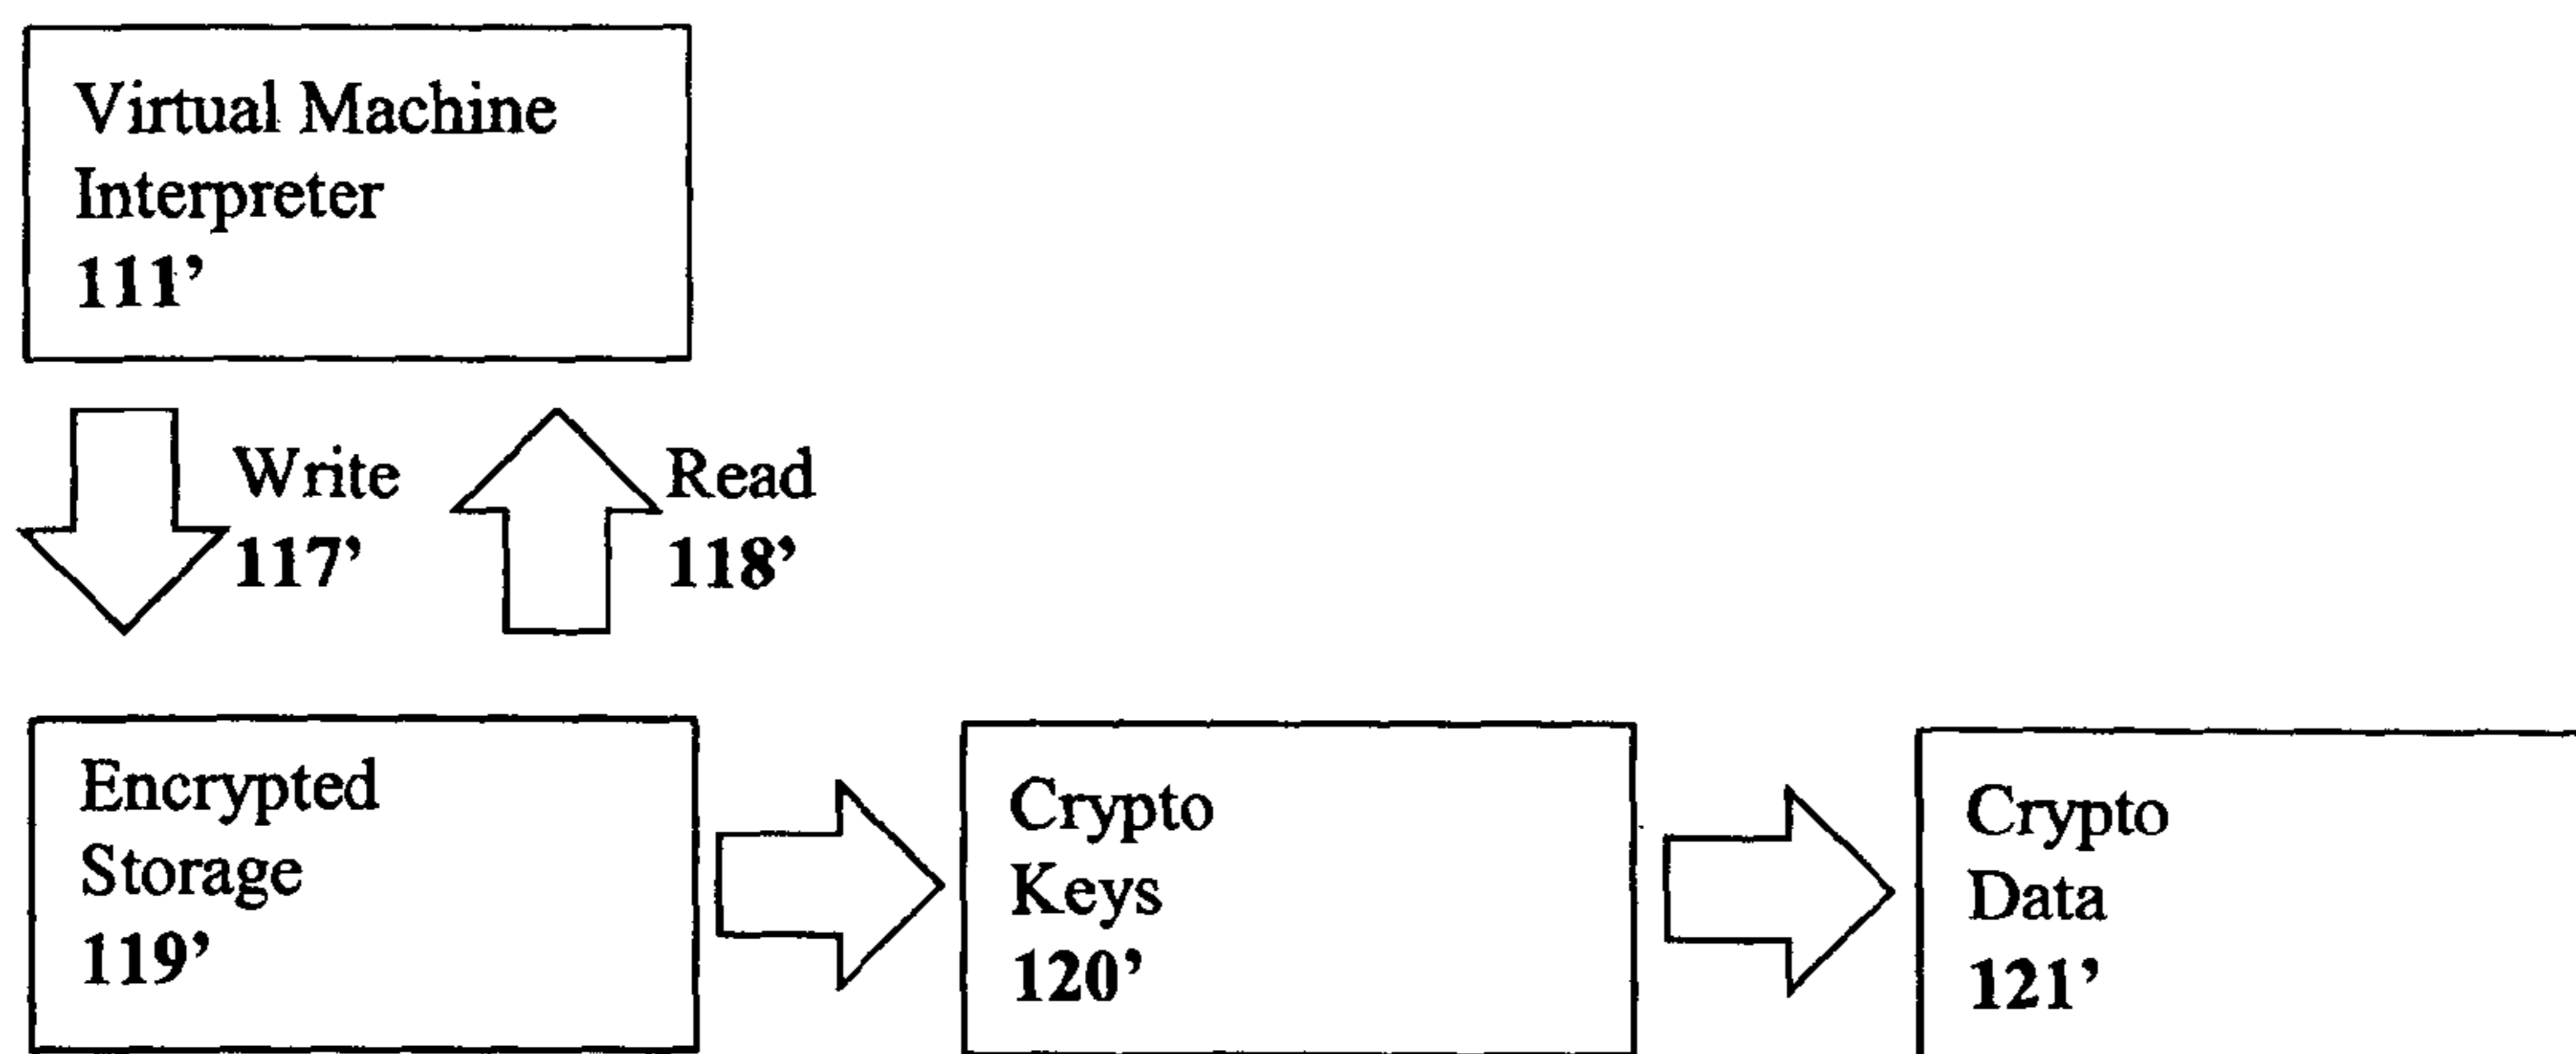 Virtual Machine
Interpreter
111’
Write
117’
Read
118’
Encrypted
Storage
119’
Crypto
Keys
120’
Crypto
Data
121’